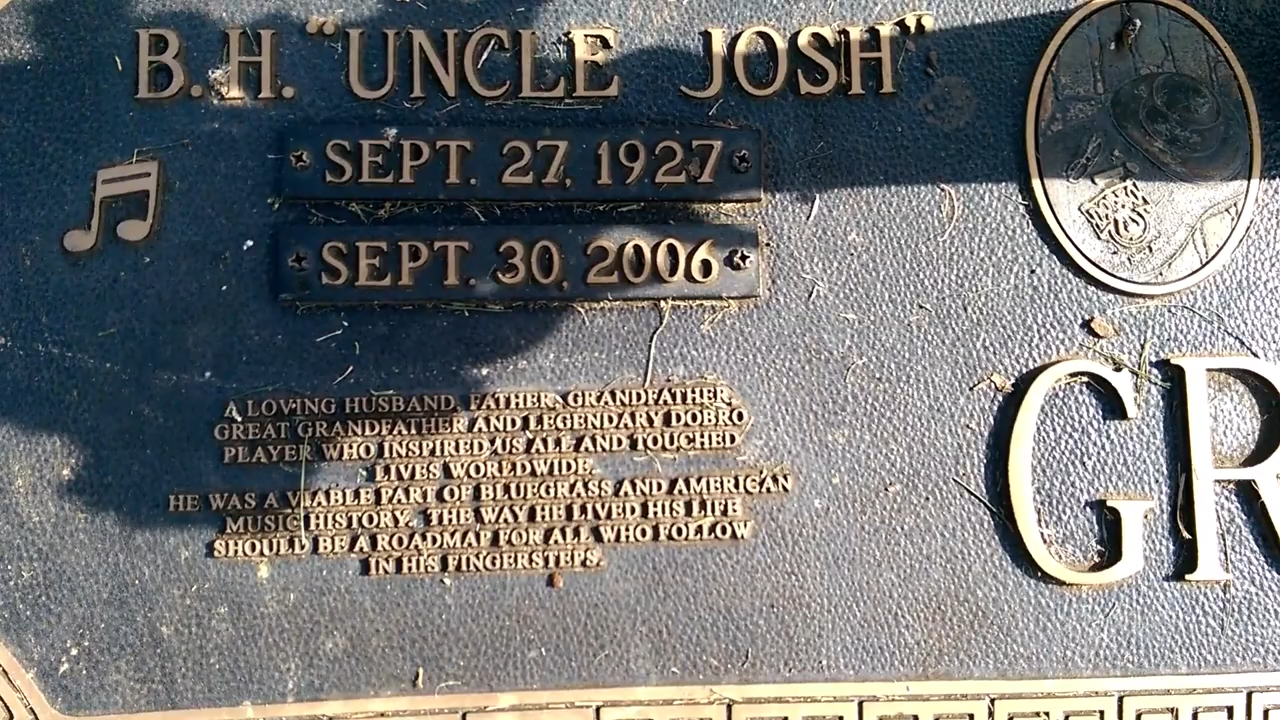 B.H. "UNCLE JOSH"
SEPT. 27, 1927
SEPT. 30, 2006
A LOVING HUSBAND, FATHER, GRANDFATHER,
GREAT GRANDFATHER AND LEGENDARY DOBRO
PLAYER WHO INSPIRED US ALL AND TOUCHED
LIVES WORLDWIDE.
HE WAS A VIABLE PART OF BLUEGRASS AND AMERICAN
MUSIC HISTORY. THE WAY HE LIVED HIS LIFE
SHOULD BE A ROADMAP FOR ALL WHO FOLLOW
IN HIS FINGERSTEPS.
GR